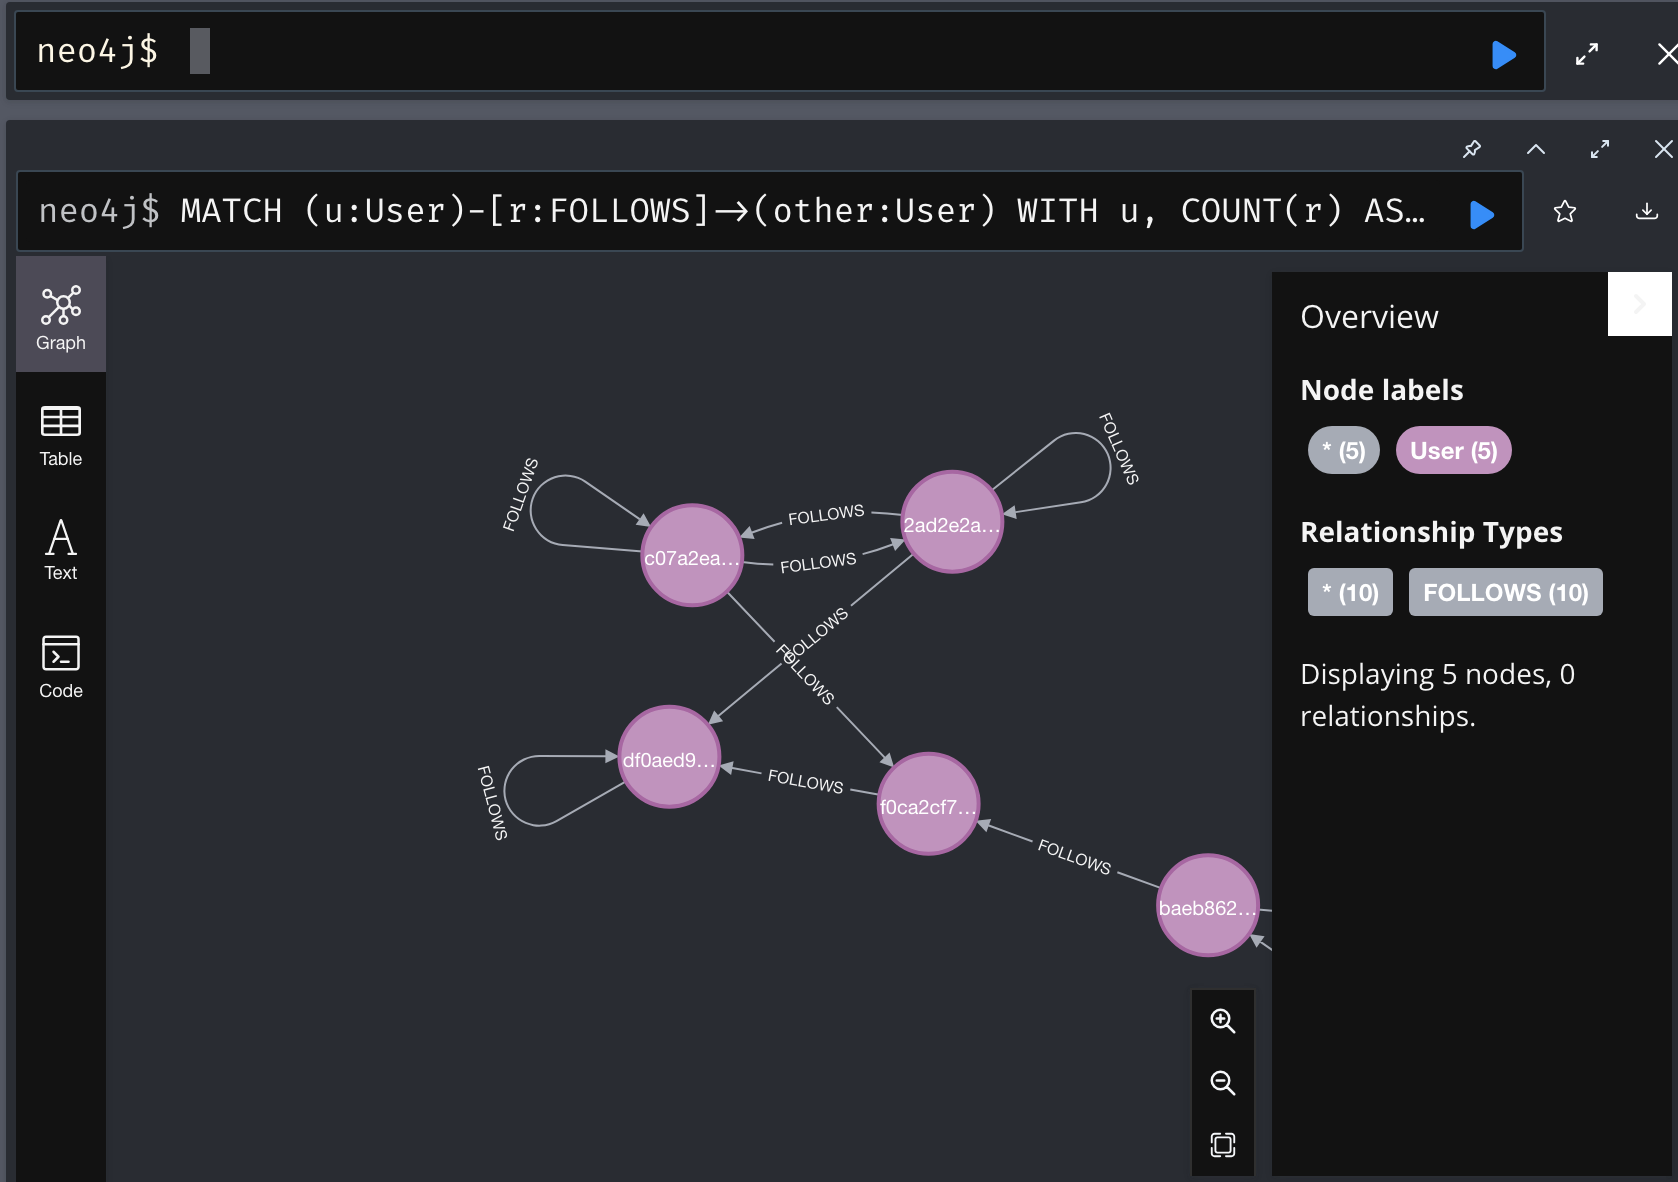 neo4j$
neo4j$ MATCH (u:User)-[r:FOLLOWS]→(other:User) WITH u, COUNT(r) AS…
Graph
Table
Text
Code
FOLLOWS
FOLLOWS
FOLLOWS
FOLLOWS
c07a2ea…
2ad2e2a…
FOLLOWS
FOLLOWS
df0aed9…
FOLLOWS
FOLLOWS
f0ca2cf7…
FOLLOWS
baeb862…
Overview
Node labels
* (5)
User (5)
Relationship Types
* (10)
FOLLOWS (10)
Displaying 5 nodes, 0
relationships.